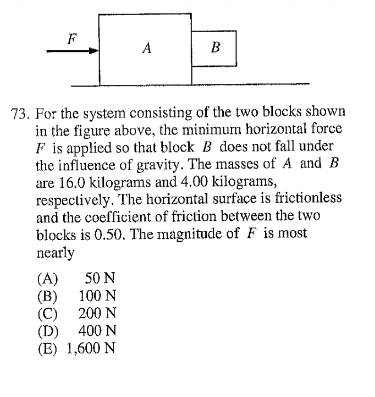 F
A
B
73. For the system consisting of the two blocks shown
in the figure above, the minimum horizontal force
F is applied so that block B does not fall under
the influence of gravity. The masses of A and B
are 16.0 kilograms and 4.00 kilograms,
respectively. The horizontal surface is frictionless
and the coefficient of friction between the two
blocks is 0.50. The magnitude of F is most
nearly
(A) 50 N
(B) 100 N
(C) 200 N
(D) 400 N
(E) 1,600 N